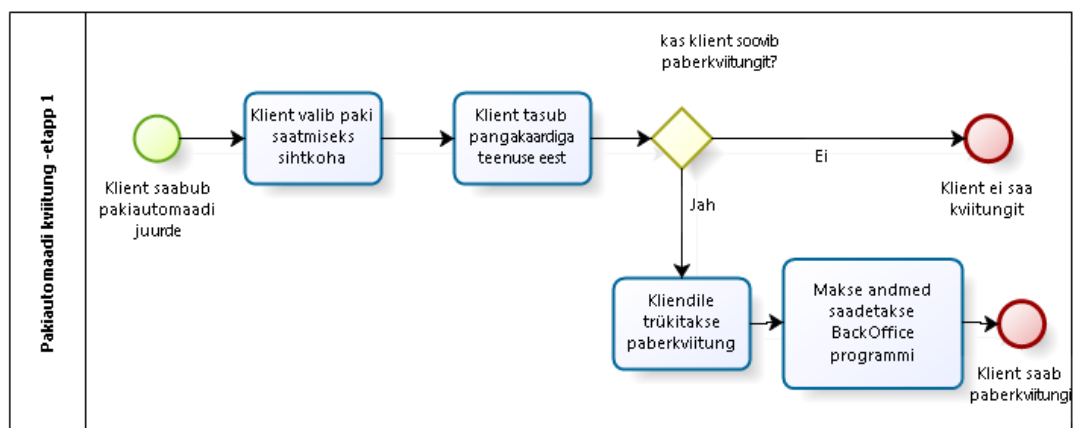 Pakiautomaadi kviitung -etapp 1
Klient saabub
pakiautomaadi
juurde
Klient valib paki
saatmiseks
sihtkoha
Klient tasub
pangakaardiga
teenuse eest
kas klient soovib
paberkviitungit?
Ei
Klient ei saa
kviitungit
Jah
Kliendile
trükitakse
paberkviitung
Makse andmed
saadetakse
BackOffice
programmi
Klient saab
paberkviitungi